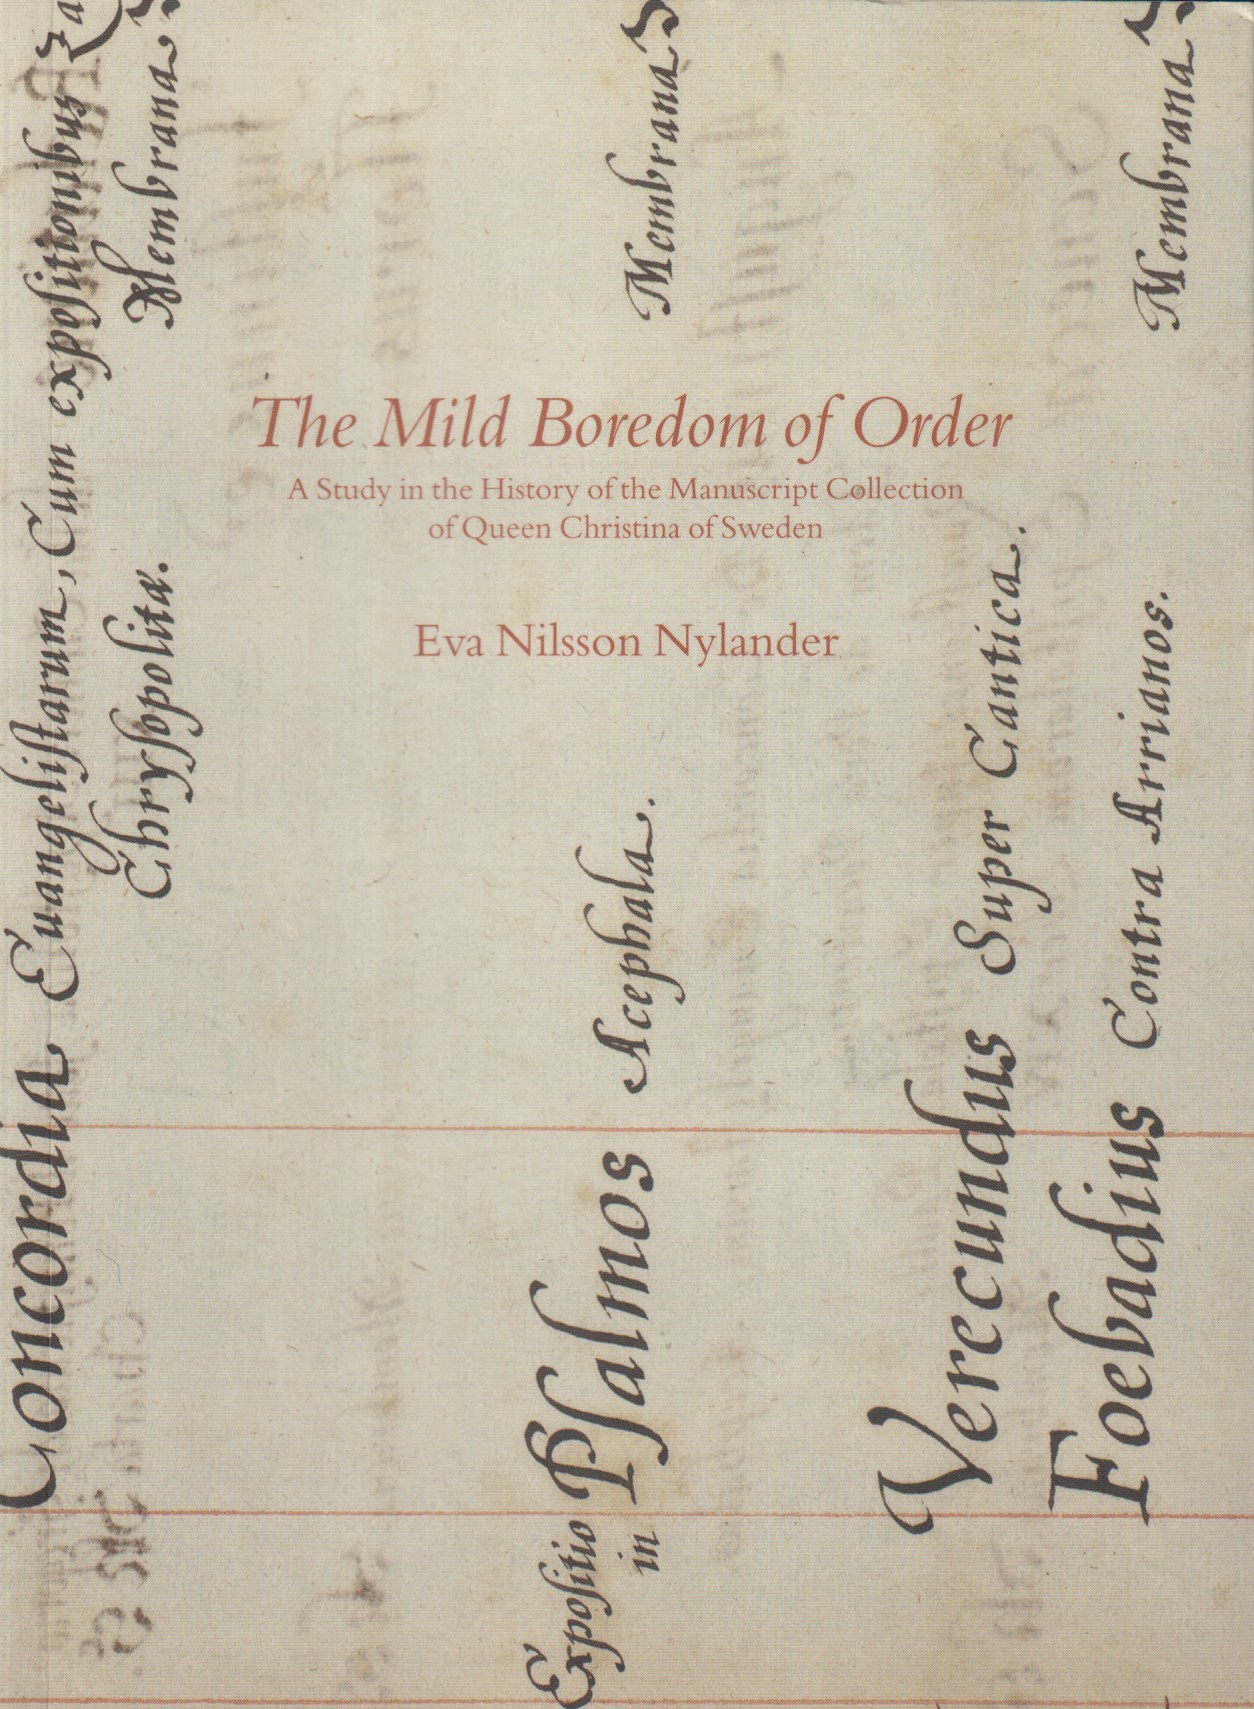 The Mild Boredom of Order
A Study in the History of the Manuscript Collection
of Queen Christina of Sweden
Eva Nilsson Nylander
Concordia Euangeliſtarum, Cum expoſitionibus
Chryſopolitæ. Membrana
Expoſitio
in Pſalmos Acephala. Membrana
Verecundus Super Cantica.
Foebadius Contra Arrianos. Membrana